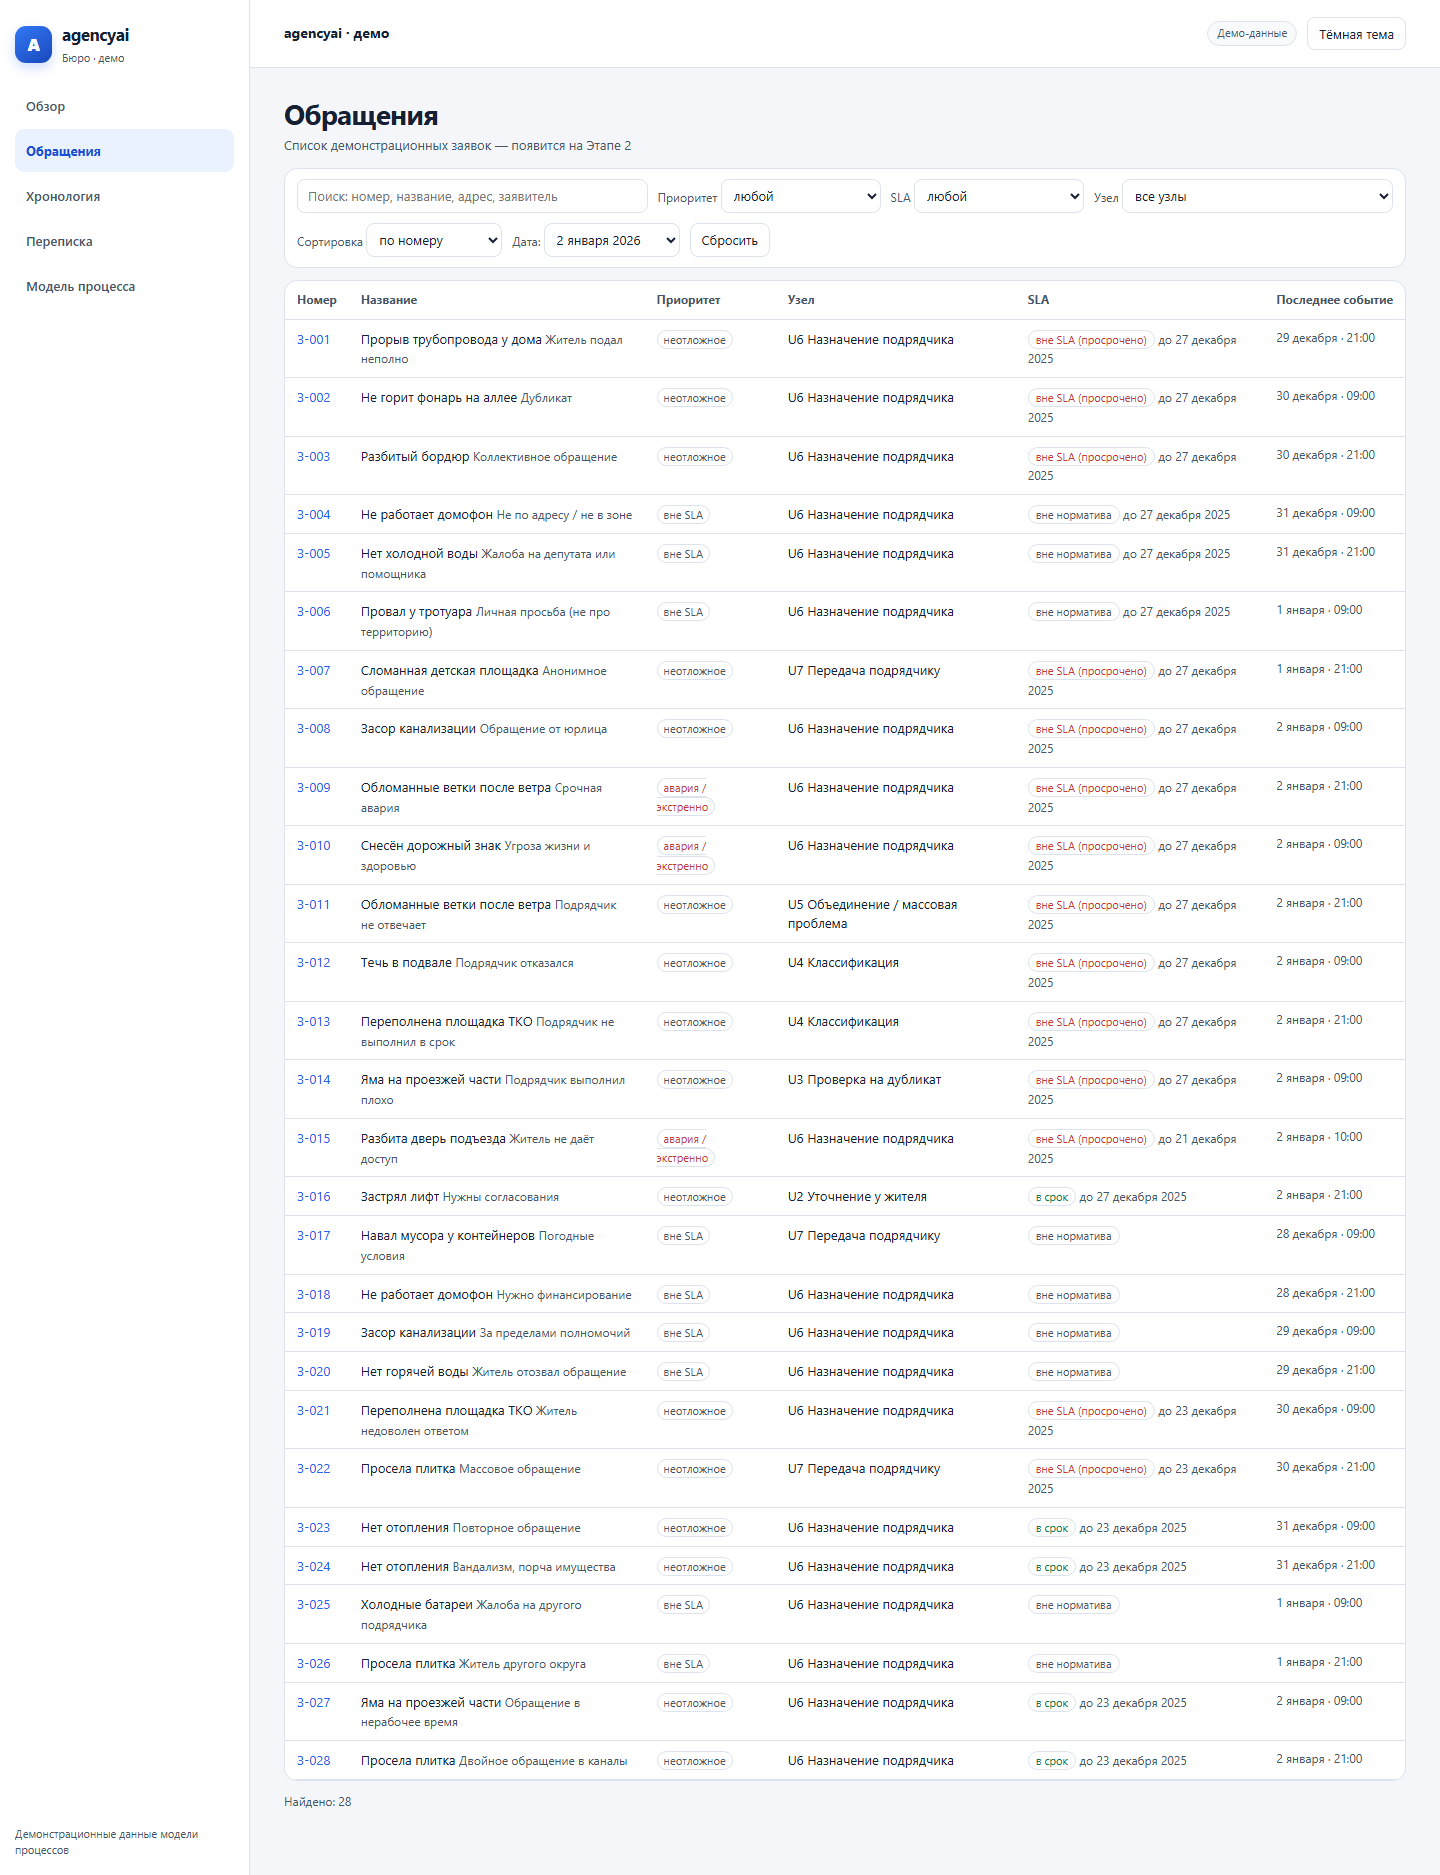 A
agencyai
Бюро · демо
Обзор
Обращения
Хронология
Переписка
Модель процесса
Демонстрационные данные модели
процессов
agencyai · демо
Демо-данные
Тёмная тема
Обращения
Список демонстрационных заявок — появится на Этапе 2
Поиск: номер, название, адрес, заявитель
Приоритет любой
SLA любой
Узел все узлы
Сортировка по номеру
Дата: 2 января 2026
Сбросить
Номер Название Приоритет Узел SLA Последнее событие
З-001 Прорыв трубопровода у дома Житель подал неотложное U6 Назначение подрядчика вне SLA (просрочено) до 27 декабря 29 декабря · 21:00
неполно 2025
З-002 Не горит фонарь на аллее Дубликат неотложное U6 Назначение подрядчика вне SLA (просрочено) до 27 декабря 30 декабря · 09:00
2025
З-003 Разбитый бордюр Коллективное обращение неотложное U6 Назначение подрядчика вне SLA (просрочено) до 27 декабря 30 декабря · 21:00
2025
З-004 Не работает домофон Не по адресу / не в зоне вне SLA U6 Назначение подрядчика вне норматива до 27 декабря 2025 31 декабря · 09:00
З-005 Нет холодной воды Жалоба на депутата или вне SLA U6 Назначение подрядчика вне норматива до 27 декабря 2025 31 декабря · 21:00
помощника
З-006 Провал у тротуара Личная просьба (не про вне SLA U6 Назначение подрядчика вне норматива до 27 декабря 2025 1 января · 09:00
территорию)
З-007 Сломанная детская площадка Анонимное неотложное U7 Передача подрядчику вне SLA (просрочено) до 27 декабря 1 января · 21:00
обращение 2025
З-008 Засор канализации Обращение от юрлица неотложное U6 Назначение подрядчика вне SLA (просрочено) до 27 декабря 2 января · 09:00
2025
З-009 Обломанные ветки после ветра Срочная авария / U6 Назначение подрядчика вне SLA (просрочено) до 27 декабря 2 января · 21:00
авария экстренно 2025
З-010 Снесён дорожный знак Угроза жизни и авария / U6 Назначение подрядчика вне SLA (просрочено) до 27 декабря 2 января · 09:00
здоровью экстренно 2025
З-011 Обломанные ветки после ветра Подрядчик неотложное U5 Объединение / массовая вне SLA (просрочено) до 27 декабря 2 января · 21:00
не отвечает проблема 2025
З-012 Течь в подвале Подрядчик отказался неотложное U4 Классификация вне SLA (просрочено) до 27 декабря 2 января · 09:00
2025
З-013 Переполнена площадка ТКО Подрядчик не неотложное U4 Классификация вне SLA (просрочено) до 27 декабря 2 января · 21:00
выполнил в срок 2025
З-014 Яма на проезжей части Подрядчик выполнил неотложное U3 Проверка на дубликат вне SLA (просрочено) до 27 декабря 2 января · 09:00
плохо 2025
З-015 Разбита дверь подъезда Житель не даёт авария / U6 Назначение подрядчика вне SLA (просрочено) до 21 декабря 2 января · 10:00
доступ экстренно 2025
З-016 Застрял лифт Нужны согласования неотложное U2 Уточнение у жителя в срок до 27 декабря 2025 2 января · 21:00
З-017 Навал мусора у контейнеров Погодные вне SLA U7 Передача подрядчику вне норматива 28 декабря · 09:00
условия
З-018 Не работает домофон Нужно финансирование вне SLA U6 Назначение подрядчика вне норматива 28 декабря · 21:00
З-019 Засор канализации За пределами полномочий вне SLA U6 Назначение подрядчика вне норматива 29 декабря · 09:00
З-020 Нет горячей воды Житель отозвал обращение вне SLA U6 Назначение подрядчика вне норматива 29 декабря · 21:00
З-021 Переполнена площадка ТКО Житель неотложное U6 Назначение подрядчика вне SLA (просрочено) до 23 декабря 30 декабря · 09:00
недоволен ответом 2025
З-022 Просела плитка Массовое обращение неотложное U7 Передача подрядчику вне SLA (просрочено) до 23 декабря 30 декабря · 21:00
2025
З-023 Нет отопления Повторное обращение неотложное U6 Назначение подрядчика в срок до 23 декабря 2025 31 декабря · 09:00
З-024 Нет отопления Вандализм, порча имущества неотложное U6 Назначение подрядчика в срок до 23 декабря 2025 31 декабря · 21:00
З-025 Холодные батареи Жалоба на другого вне SLA U6 Назначение подрядчика вне норматива 1 января · 09:00
подрядчика
З-026 Просела плитка Житель другого округа вне SLA U6 Назначение подрядчика вне норматива 1 января · 21:00
З-027 Яма на проезжей части Обращение в неотложное U6 Назначение подрядчика в срок до 23 декабря 2025 2 января · 09:00
нерабочее время
З-028 Просела плитка Двойное обращение в каналы неотложное U6 Назначение подрядчика в срок до 23 декабря 2025 2 января · 21:00
Найдено: 28